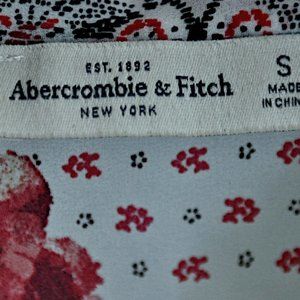 EST. 1892
Abercrombie & Fitch
NEW YORK
S
MADE
IN CHIN